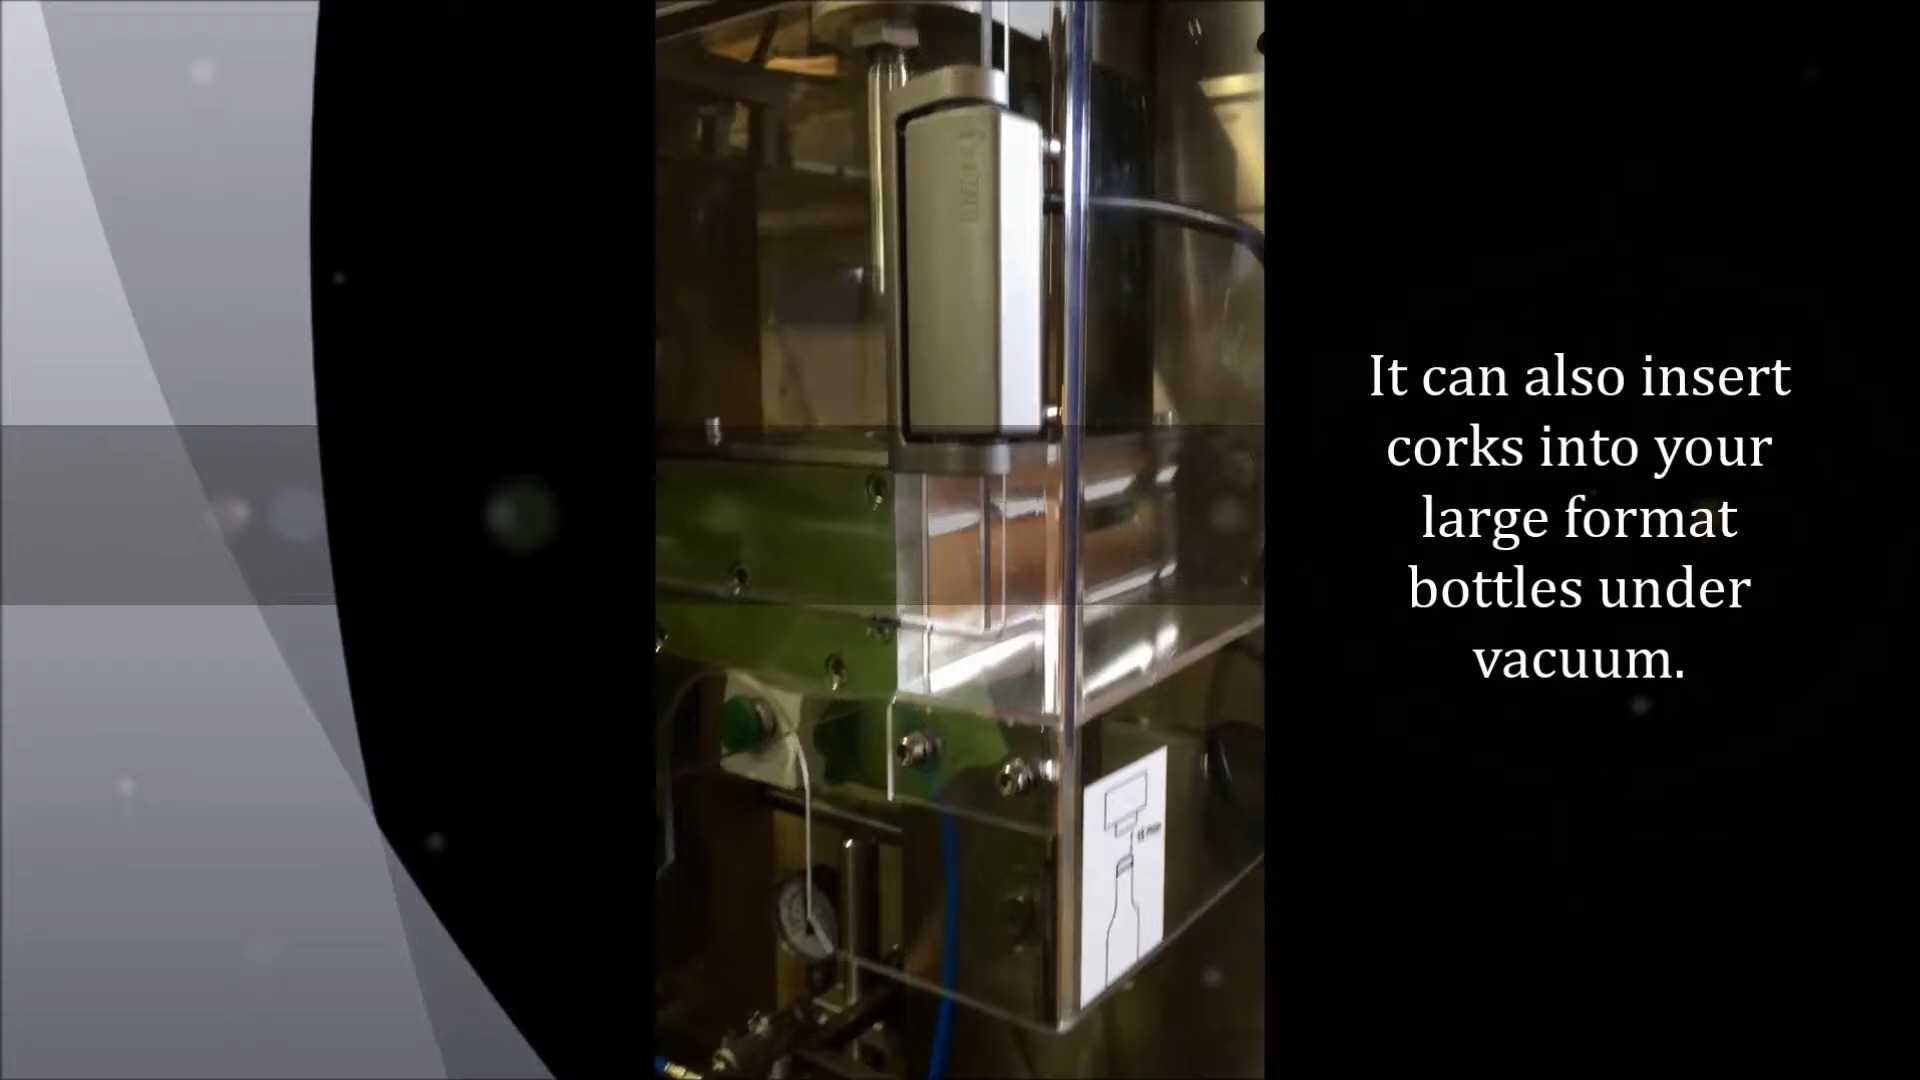 It can also insert
corks into your
large format
bottles under
vacuum.